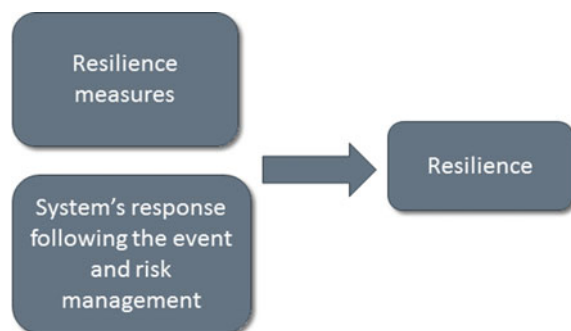 Resilience
measures
System's response
following the event
and risk
management
Resilience